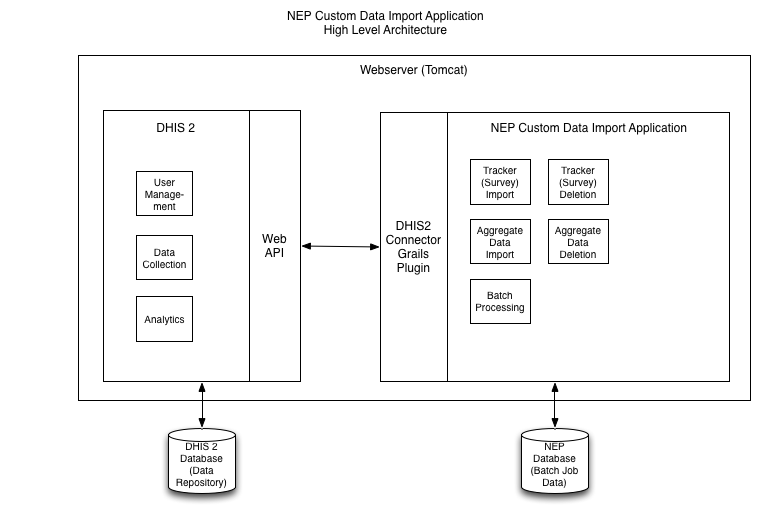 NEP Custom Data Import Application
High Level Architecture
Webserver (Tomcat)
DHIS 2
User
Manage-
ment
Data
Collection
Analytics
Web
API
DHIS2
Connector
Grails
Plugin
NEP Custom Data Import Application
Tracker
(Survey)
Import
Tracker
(Survey)
Deletion
Aggregate
Data
Import
Aggregate
Data
Deletion
Batch
Processing
DHIS 2
Database
(Data
Repository)
NEP
Database
(Batch Job
Data)